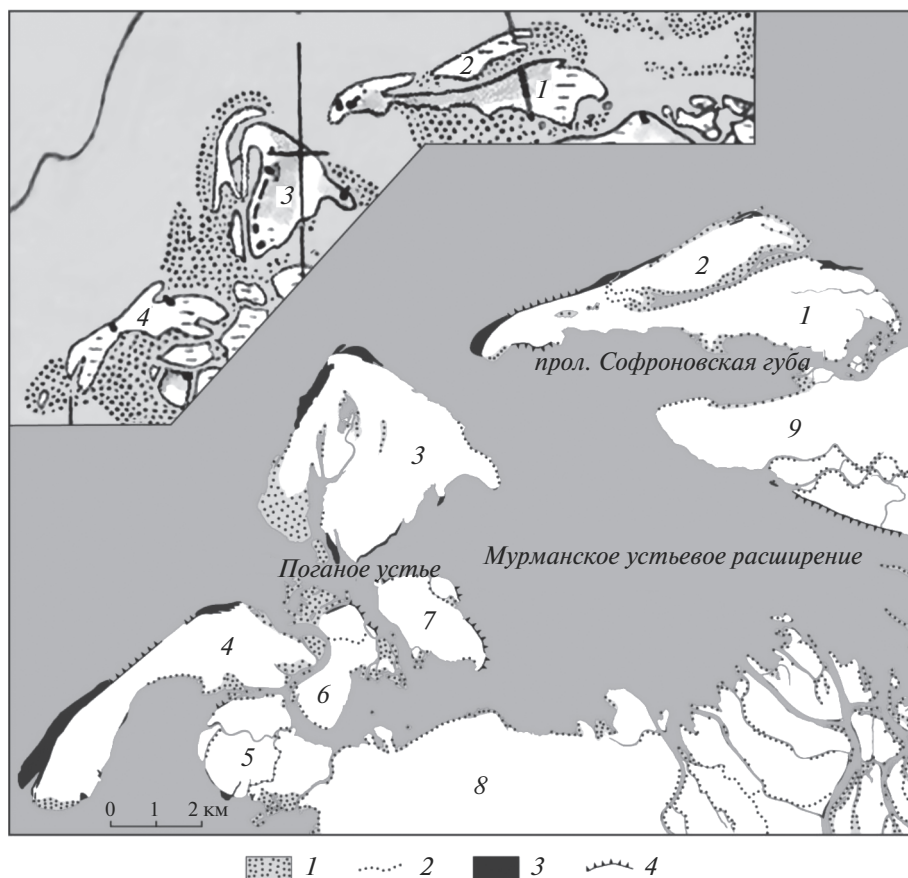 2
1
3
4
2
1
прол. Софроновская губа
9
3
Мурманское устьевое расширение
Поганое устье
7
4
6
5
8
0 1 2 км
1 2 3 4